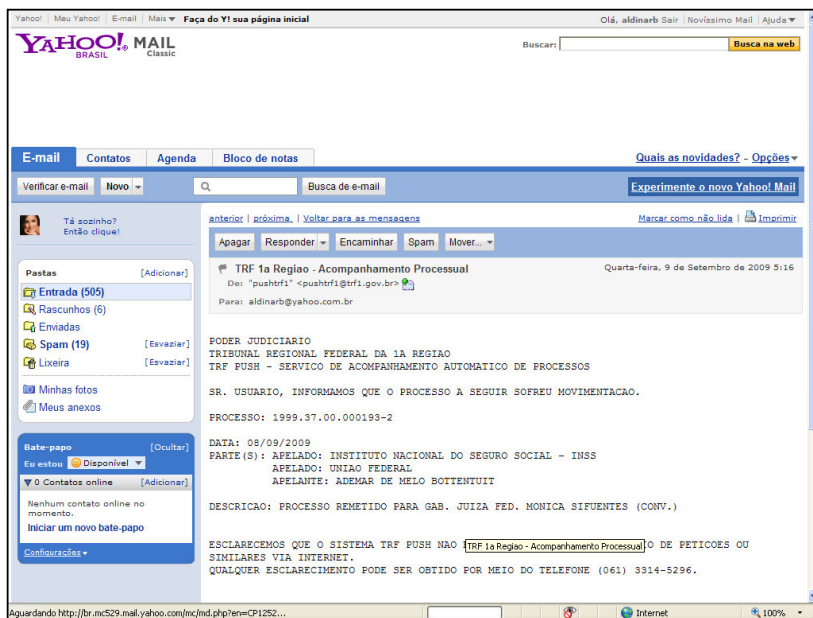 Yahoo! Meu Yahoo! E-mail Mais Faça do Y! sua página inicial Olá, aldinarb Sair Novíssimo Mail Ajuda
YAHOO! MAIL
BRASIL Classic
Buscar: Busca na web
E-mail Contatos Agenda Bloco de notas Quais as novidades? - Opções
Verificar e-mail Novo Busca de e-mail Experimente o novo Yahoo! Mail
Tá sozinho?
Então clique!
Pastas [Adicionar]
Entrada (505)
Rascunhos (6)
Enviadas
Spam (19) [Esvaziar]
Lixeira [Esvaziar]
Minhas fotos
Meus anexos
Bate-papo [Ocultar]
Eu estou Disponível
0 Contatos online [Adicionar]
Nenhum contato online no
momento.
Iniciar um novo bate-papo
Configurações
anterior | próxima | Voltar para as mensagens Marcar como não lida | Imprimir
Apagar Responder Encaminhar Spam Mover...
TRF 1a Regiao - Acompanhamento Processual Quarta-feira, 9 de Setembro de 2009 5:16
De: "pushtrf1" <pushtrf1@trf1.gov.br>
Para: aldinarb@yahoo.com.br
PODER JUDICIARIO
TRIBUNAL REGIONAL FEDERAL DA 1A REGIAO
TRF PUSH - SERVICO DE ACOMPANHAMENTO AUTOMATICO DE PROCESSOS
SR. USUARIO, INFORMAMOS QUE O PROCESSO A SEGUIR SOFREU MOVIMENTACAO.
PROCESSO: 1999.37.00.000193-2
DATA: 08/09/2009
PARTE(S): APELADO: INSTITUTO NACIONAL DO SEGURO SOCIAL - INSS
APELADO: UNIAO FEDERAL
APELANTE: ADEMAR DE MELO BOTTENTUIT
DESCRICAO: PROCESSO REMETIDO PARA GAB. JUIZA FED. MONICA SIFUENTES (CONV.)
ESCLARECEMOS QUE O SISTEMA TRF PUSH NAO TRF 1a Regiao - Acompanhamento Processual O DE PETICOES OU
SIMILARES VIA INTERNET.
QUALQUER ESCLARECIMENTO PODE SER OBTIDO POR MEIO DO TELEFONE (061) 3314-5296.
Aguardando http://br.mc529.mail.yahoo.com/mc/md.php?en=CP1252... Internet 100%